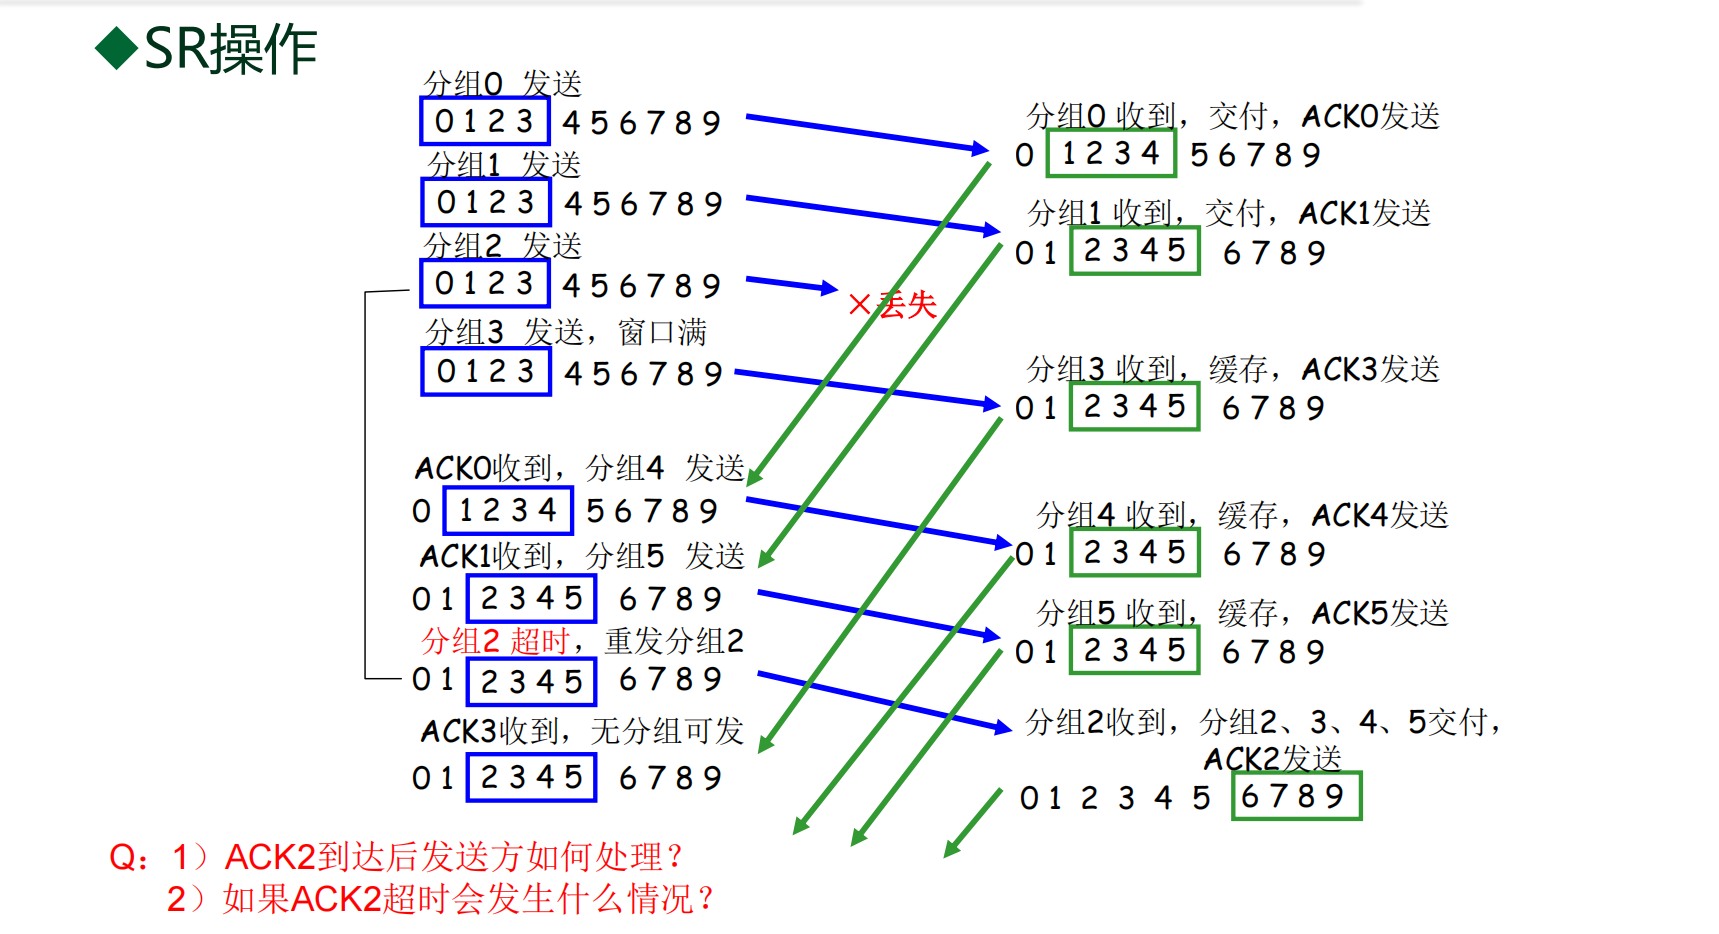 ◆SR操作
分组0 发送
0 1 2 3 4 5 6 7 8 9
分组1 发送
0 1 2 3 4 5 6 7 8 9
分组2 发送
0 1 2 3 4 5 6 7 8 9
×丢失
分组3 发送，窗口满
0 1 2 3 4 5 6 7 8 9
ACK0收到，分组4 发送
0 1 2 3 4 5 6 7 8 9
ACK1收到，分组5 发送
0 1 2 3 4 5 6 7 8 9
分组2 超时，重发分组2
0 1 2 3 4 5 6 7 8 9
ACK3收到，无分组可发
0 1 2 3 4 5 6 7 8 9
分组0 收到，交付，ACK0发送
0 1 2 3 4 5 6 7 8 9
分组1 收到，交付，ACK1发送
0 1 2 3 4 5 6 7 8 9
分组3 收到，缓存，ACK3发送
0 1 2 3 4 5 6 7 8 9
分组4 收到，缓存，ACK4发送
0 1 2 3 4 5 6 7 8 9
分组5 收到，缓存，ACK5发送
0 1 2 3 4 5 6 7 8 9
分组2收到，分组2、3、4、5交付，
ACK2发送
0 1 2 3 4 5 6 7 8 9
Q：1）ACK2到达后发送方如何处理？
2）如果ACK2超时会发生什么情况？